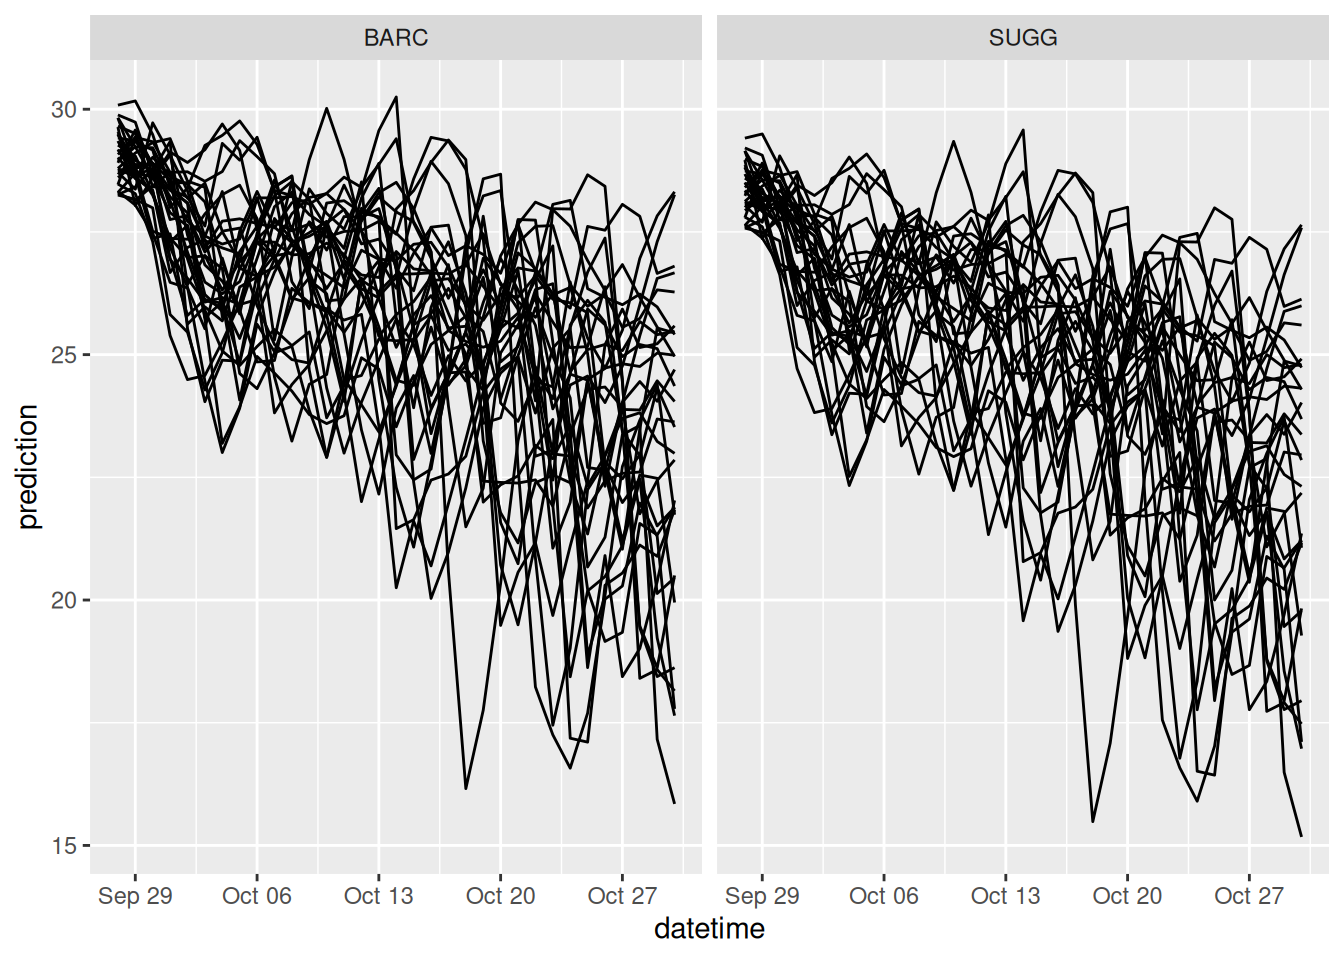 BARC
SUGG
30
25
20
15
prediction
Sep 29
Oct 06
Oct 13
Oct 20
Oct 27
Sep 29
Oct 06
Oct 13
Oct 20
Oct 27
datetime